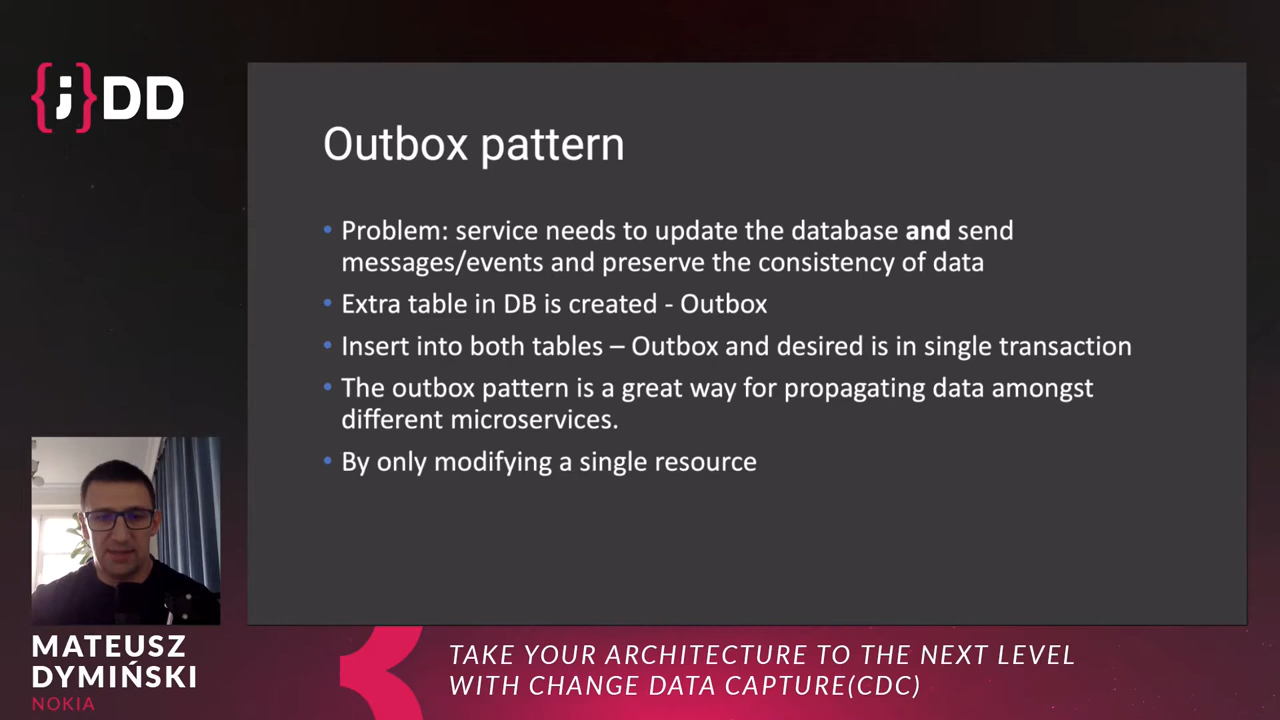 {;}DD
Outbox pattern
• Problem: service needs to update the database and send
messages/events and preserve the consistency of data
• Extra table in DB is created - Outbox
• Insert into both tables – Outbox and desired is in single transaction
• The outbox pattern is a great way for propagating data amongst
different microservices.
• By only modifying a single resource
MATEUSZ
DYMIŃSKI
NOKIA
TAKE YOUR ARCHITECTURE TO THE NEXT LEVEL
WITH CHANGE DATA CAPTURE(CDC)